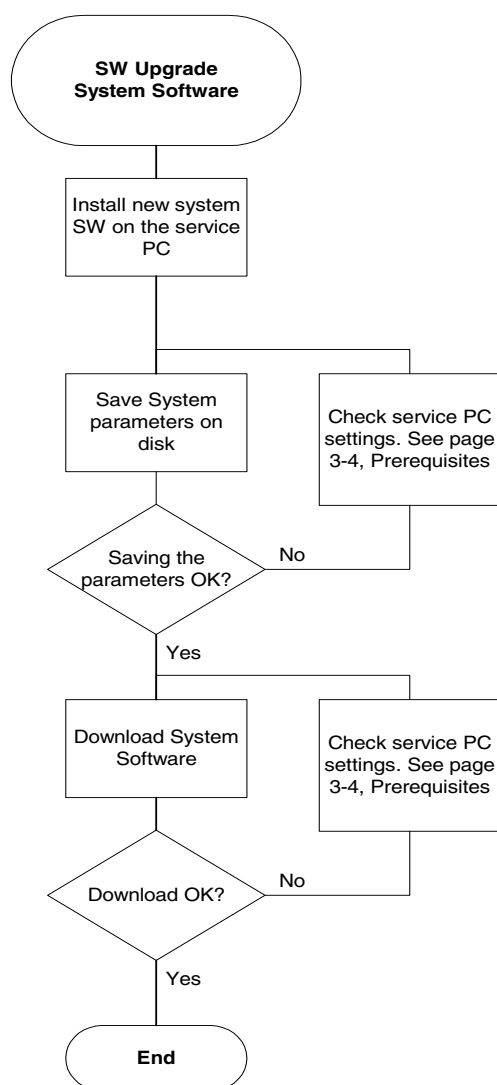 SW Upgrade
System Software
Install new system
SW on the service
PC
Save System
parameters on
disk
Check service PC
settings. See page
3-4, Prerequisites
Saving the
parameters OK?
No
Yes
Download System
Software
Check service PC
settings. See page
3-4, Prerequisites
Download OK?
No
Yes
End